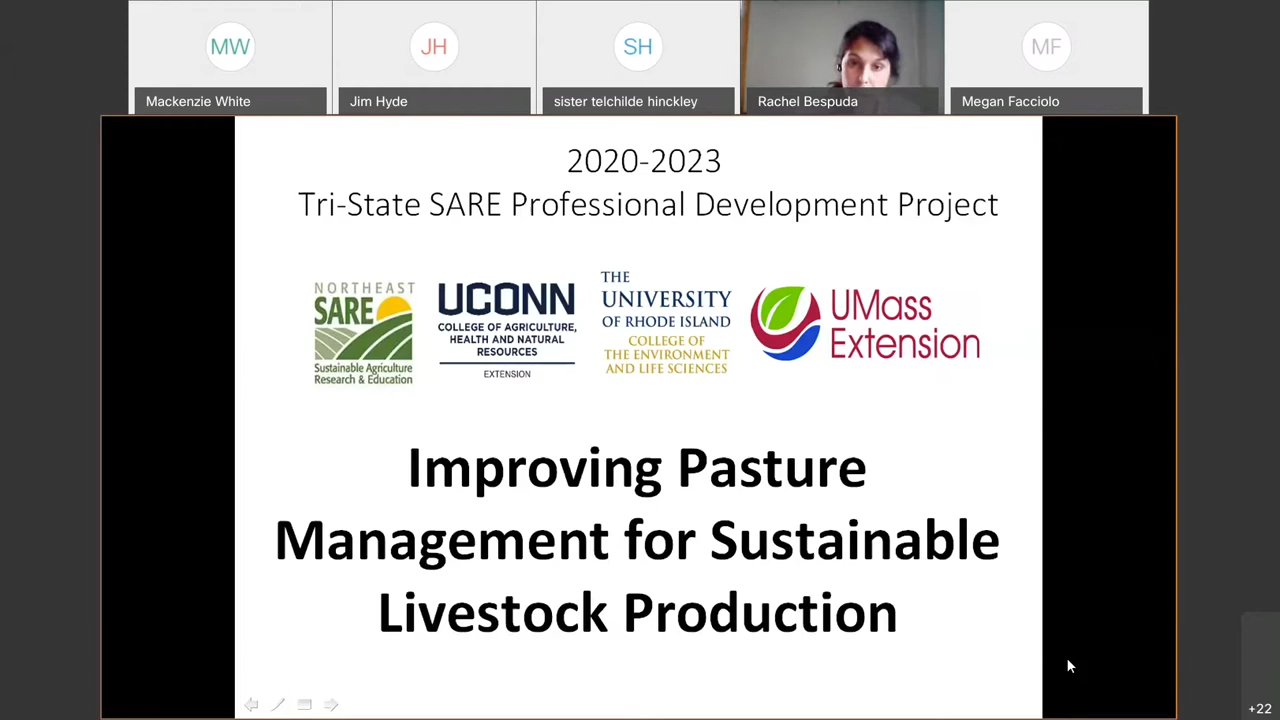 MW
JH
SH
MF
Mackenzie White
Jim Hyde
sister telchilde hinckley
Rachel Bespuda
Megan Facciolo
2020-2023
Tri-State SARE Professional Development Project
NORTHEAST
SARE
Sustainable Agriculture
Research & Education
UCONN
COLLEGE OF AGRICULTURE,
HEALTH AND NATURAL
RESOURCES
EXTENSION
THE
UNIVERSITY
OF RHODE ISLAND
COLLEGE OF
THE ENVIRONMENT
AND LIFE SCIENCES
UMass
Extension
Improving Pasture
Management for Sustainable
Livestock Production
+22